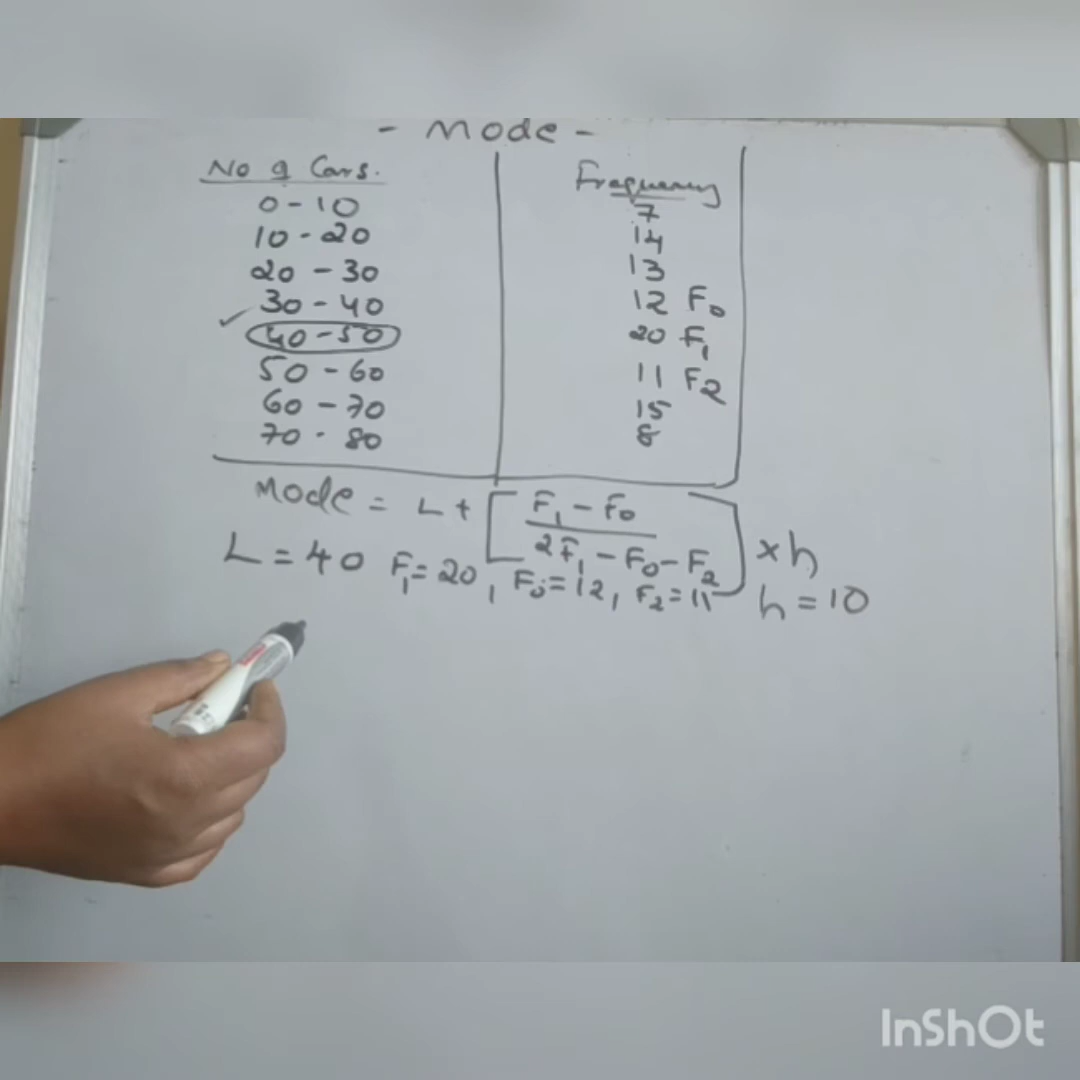 - Mode -
No of Cars. Frequency
0-10 7
10-20 14
20-30 13
30-40 12 F₀
40-50 20 F₁
50-60 11 F₂
60-70 15
70-80 8
Mode = L + [F₁-F₀ / 2F₁-F₀-F₂] × h
L = 40 F₁=20, F₀=12, F₂=11 h=10
InShOt